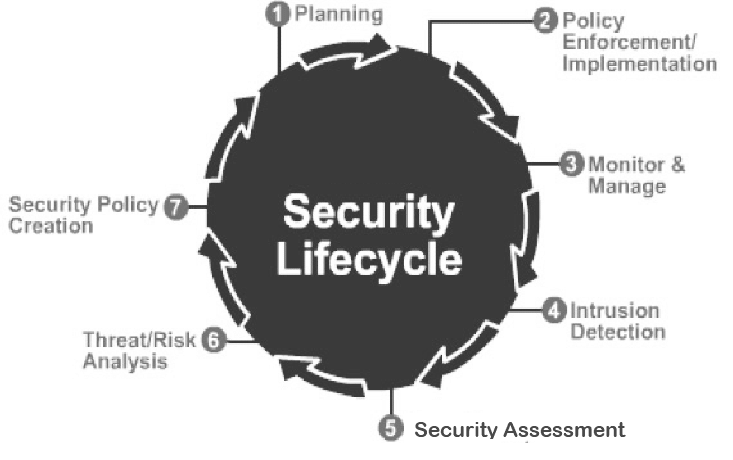 1 Planning
2 Policy
Enforcement/
Implementation
3 Monitor &
Manage
4 Intrusion
Detection
5 Security Assessment
6 Threat/Risk
Analysis
7 Security Policy
Creation
Security
Lifecycle